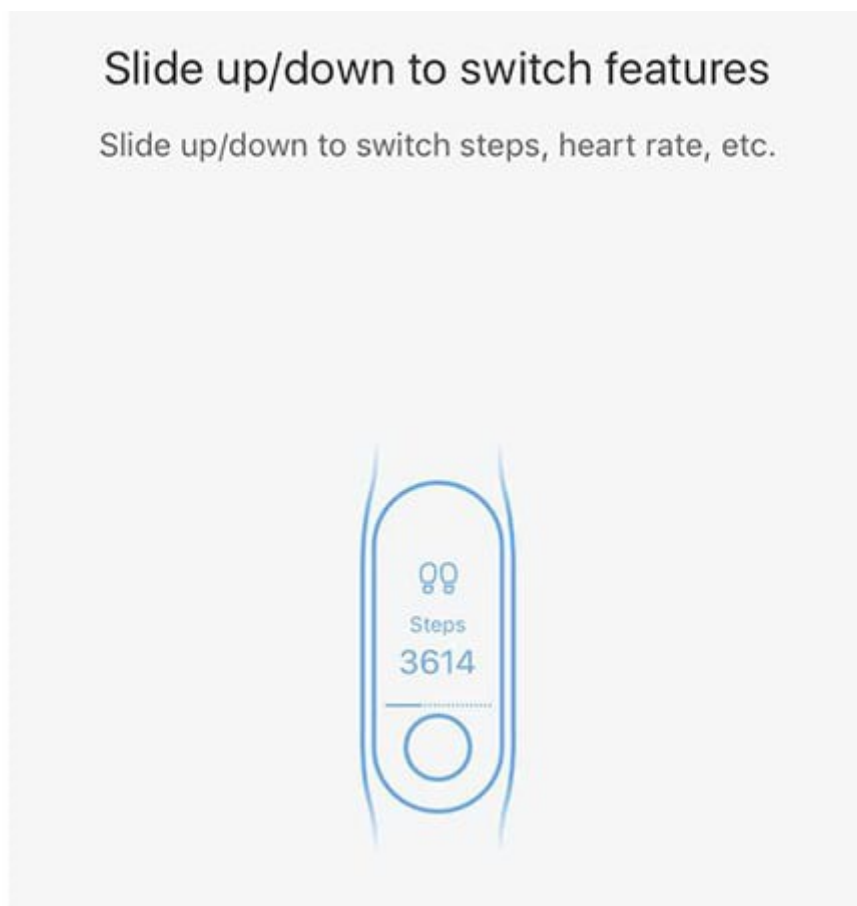 Slide up/down to switch features
Slide up/down to switch steps, heart rate, etc.
Steps
3614